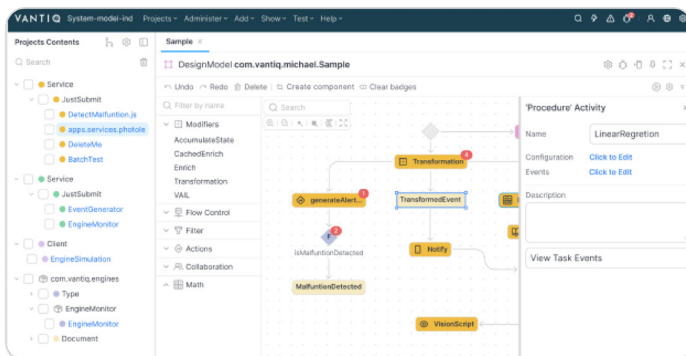 VANTIQ System-model-ind Projects Administer Add Show Test Help
Projects Contents
Search
Service
JustSubmit
DetectMalfuntion.js
apps.services.photole
DeleteMe
BatchTest
Service
JustSubmit
EventGenerator
EngineMonitor
Client
EngineSimulation
com.vantiq.engines
Type
EngineMonitor
EngineMonitor
Document
Sample
DesignModel com.vantiq.michael.Sample
Undo Redo Delete Create component Clear badges
Filter by name
Modifiers
AccumulateState
CachedEnrich
Enrich
Transformation
VAIL
Flow Control
Filter
Actions
Collaboration
Math
Search
Transformation 4
generateAlert... 1
TransformedEvent
F 2
isMalfuntionDetected
Notify
MalfuntionDetected
VisionScript
'Procedure' Activity
Name LinearRegretion
Configuration Click to Edit
Events Click to Edit
Description
View Task Events